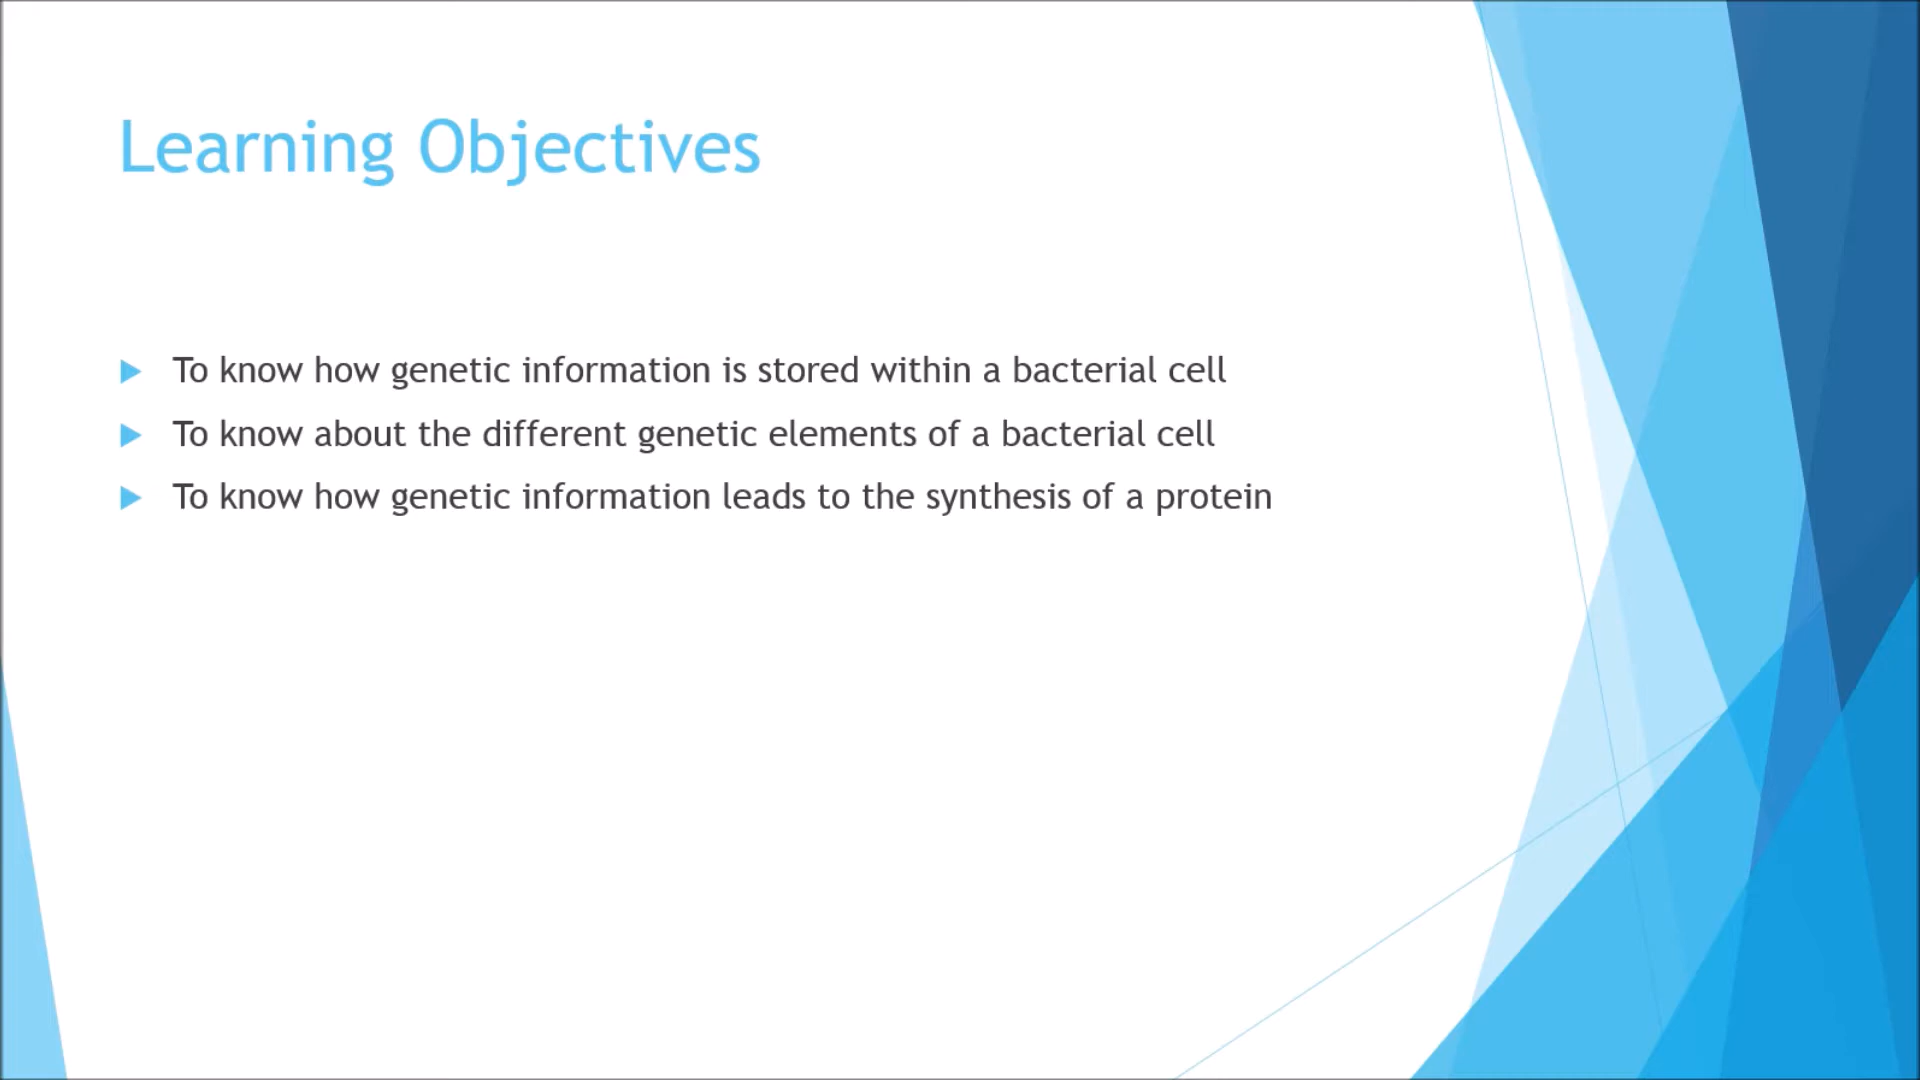 Learning Objectives
To know how genetic information is stored within a bacterial cell
To know about the different genetic elements of a bacterial cell
To know how genetic information leads to the synthesis of a protein